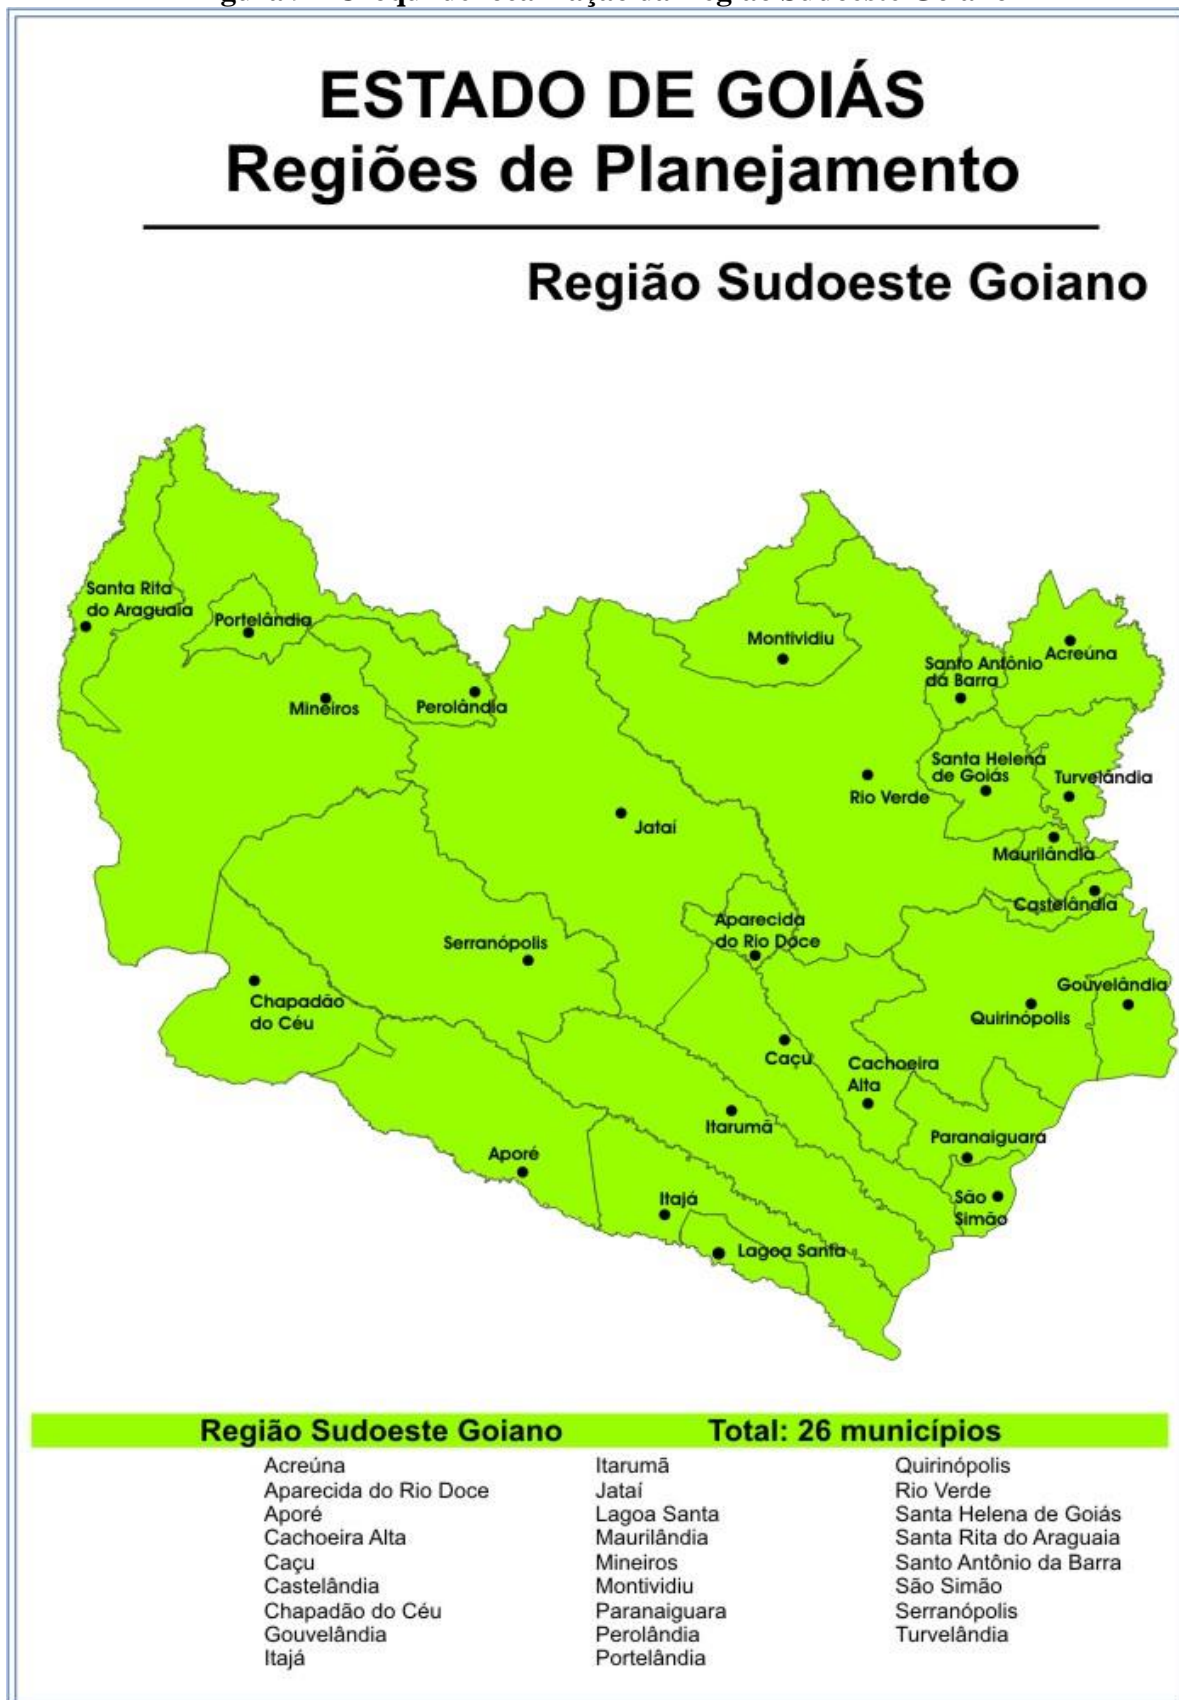 ESTADO DE GOIÁS
Regiões de Planejamento
Região Sudoeste Goiano
Santa Rita
do Araguaia
Portelândia
Mineiros
Perolândia
Montividiu
Santo Antônio
da Barra
Acreúna
Santa Helena
de Goiás
Turvelândia
Rio Verde
Jataí
Maurilândia
Castelândia
Aparecida
do Rio Doce
Serranópolis
Chapadão
do Céu
Gouvelândia
Quirinópolis
Caçu
Cachoeira
Alta
Itarumã
Paranaiguara
Aporé
Itajá
São
Simão
Lagoa Santa
Região Sudoeste Goiano Total: 26 municípios
Acreúna
Aparecida do Rio Doce
Aporé
Cachoeira Alta
Caçu
Castelândia
Chapadão do Céu
Gouvelândia
Itajá
Itarumã
Jataí
Lagoa Santa
Maurilândia
Mineiros
Montividiu
Paranaiguara
Perolândia
Portelândia
Quirinópolis
Rio Verde
Santa Helena de Goiás
Santa Rita do Araguaia
Santo Antônio da Barra
São Simão
Serranópolis
Turvelândia